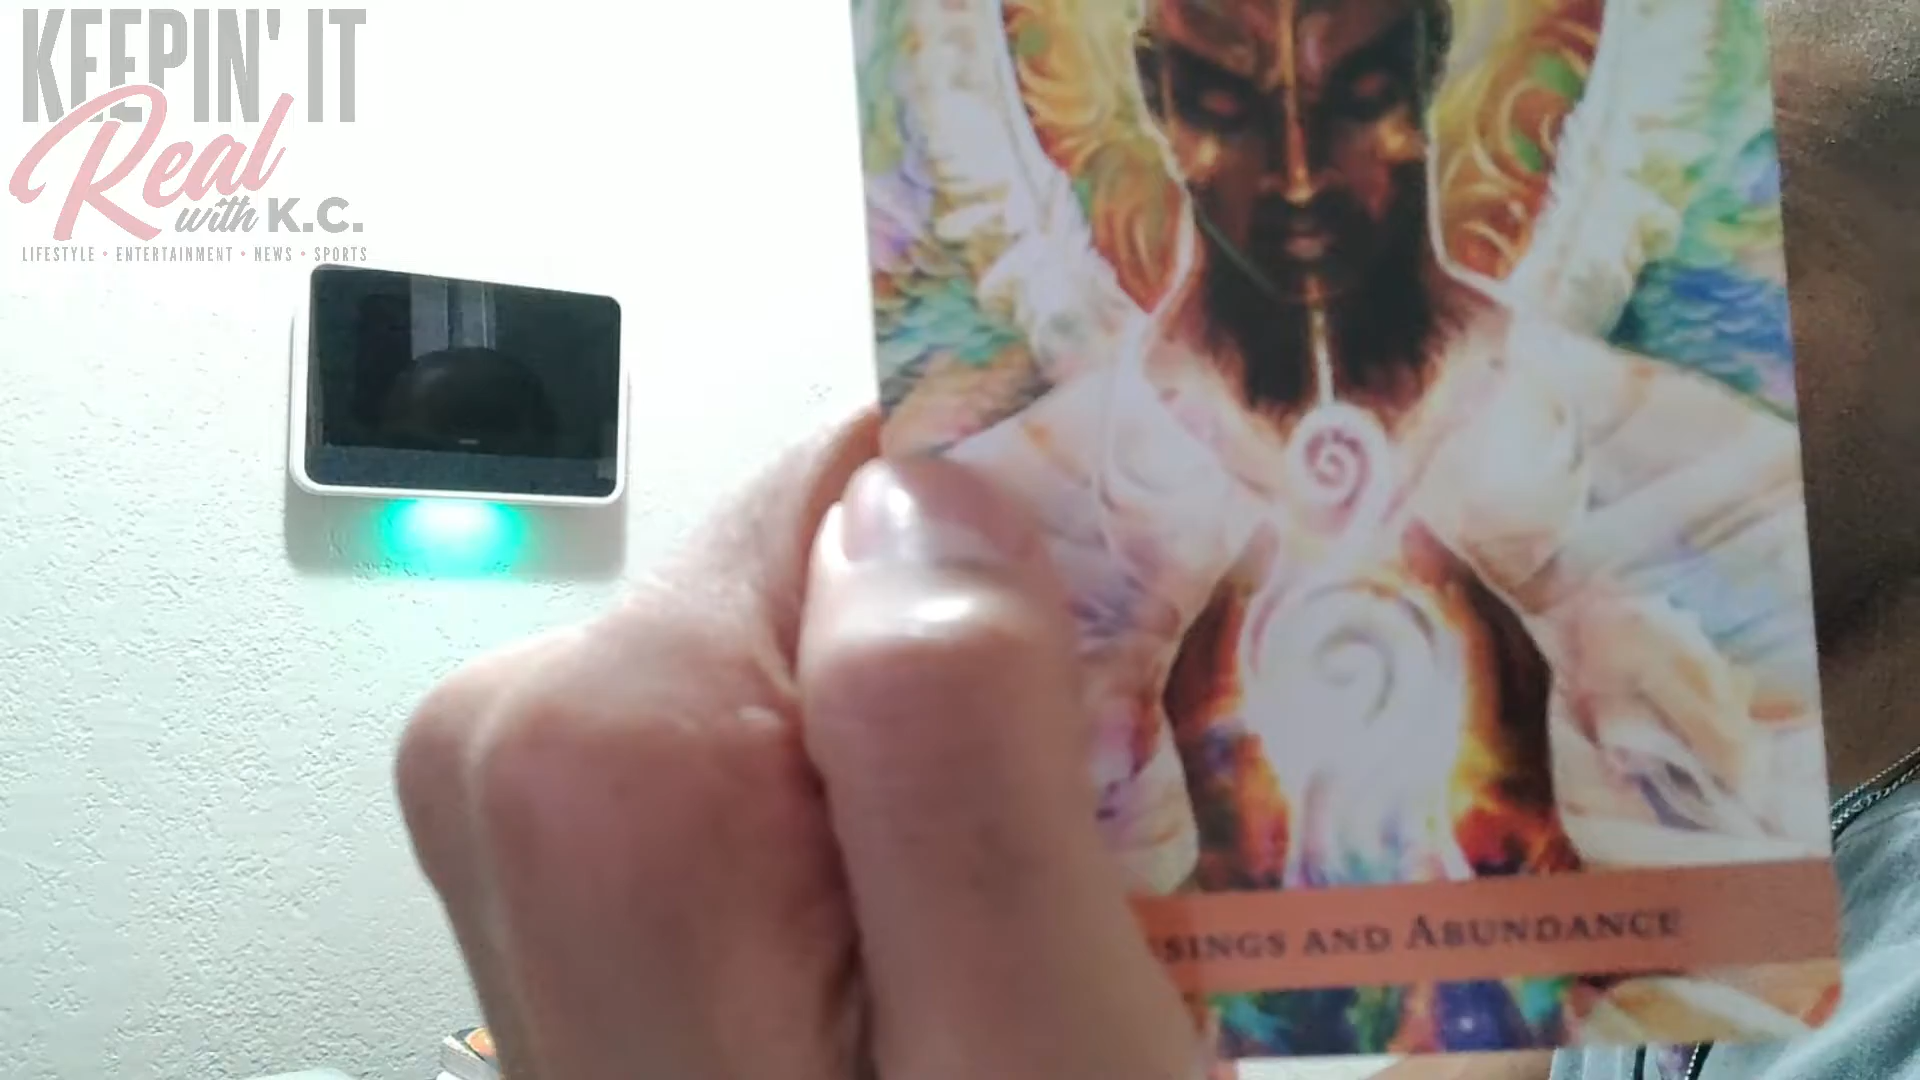 KEEPIN' IT
Real
with K.C.
LIFESTYLE • ENTERTAINMENT • NEWS • SPORTS
SINGS AND ABUNDANCE